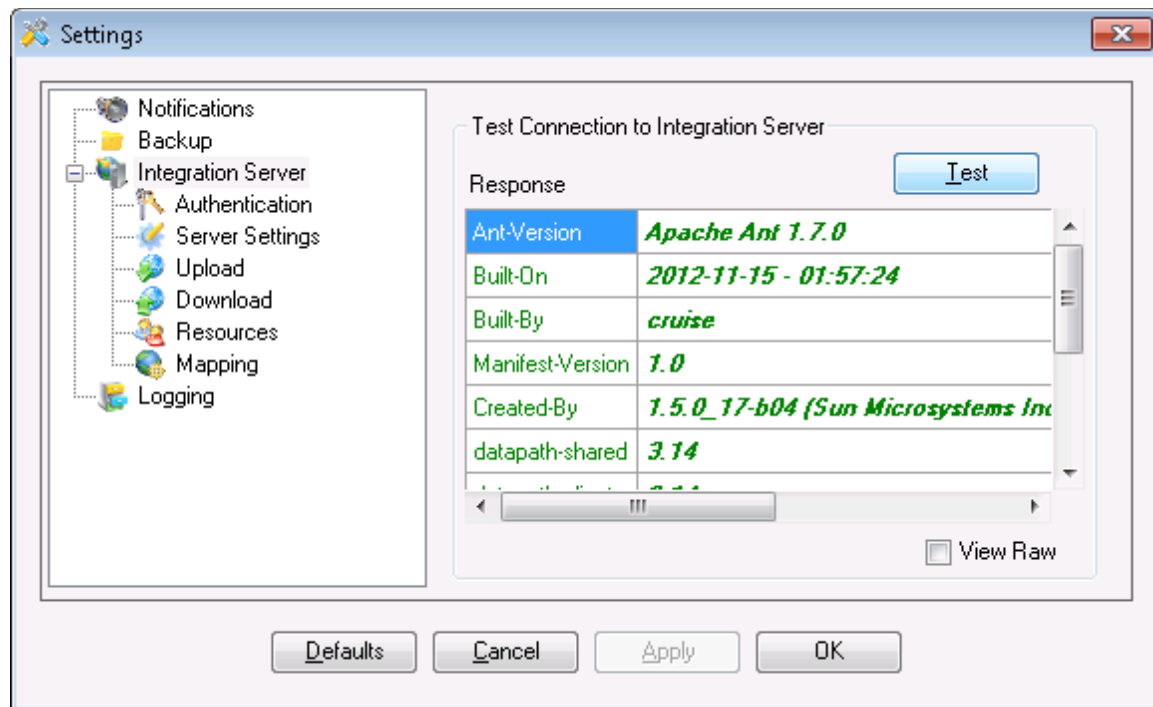 Settings
Notifications
Backup
Integration Server
Authentication
Server Settings
Upload
Download
Resources
Mapping
Logging
Test Connection to Integration Server
Response
Test
Ant-Version Apache Ant 1.7.0
Built-On 2012-11-15 - 01:57:24
Built-By cruise
Manifest-Version 1.0
Created-By 1.5.0_17-b04 (Sun Microsystems Inc
datapath-shared 3.14
View Raw
Defaults
Cancel
Apply
OK